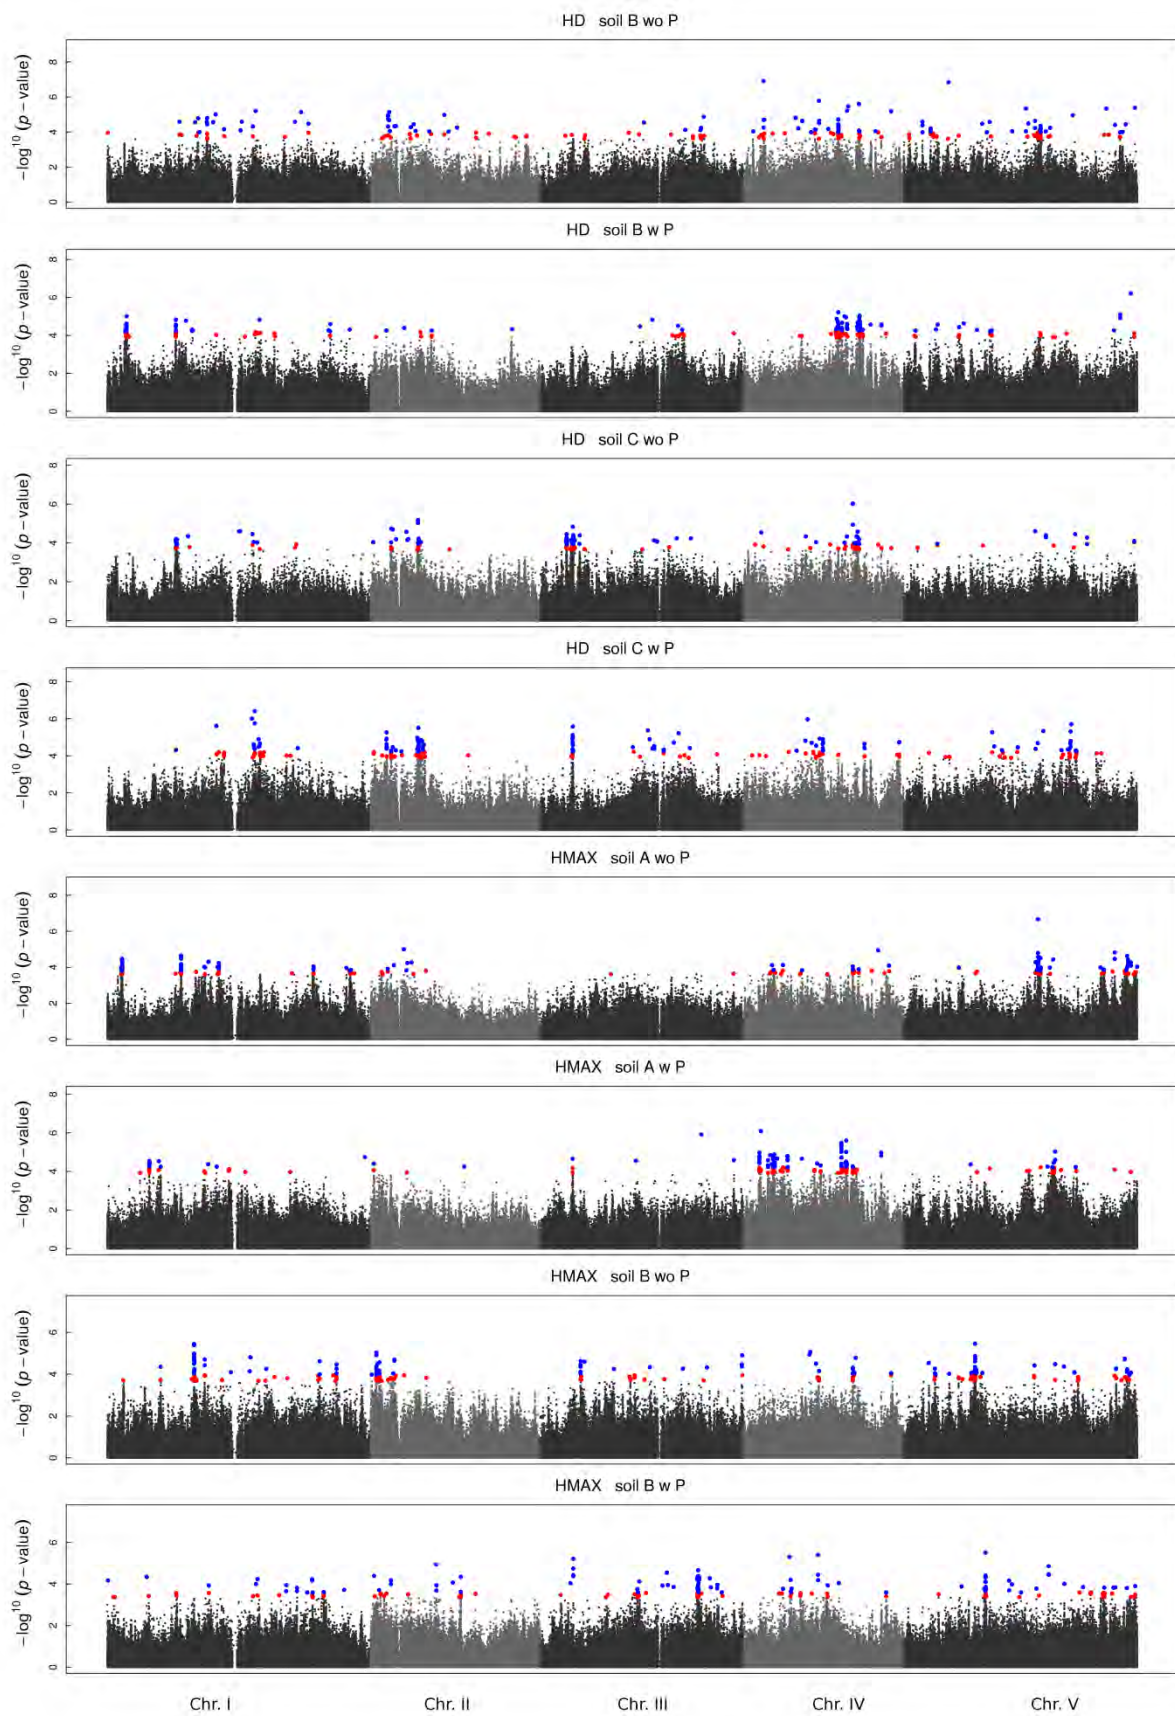 HD soil B wo P
−log¹⁰ (p − value)
0 2 4 6 8
HD soil B w P
−log¹⁰ (p − value)
0 2 4 6 8
HD soil C wo P
−log¹⁰ (p − value)
0 2 4 6 8
HD soil C w P
−log¹⁰ (p − value)
0 2 4 6 8
HMAX soil A wo P
−log¹⁰ (p − value)
0 2 4 6 8
HMAX soil A w P
−log¹⁰ (p − value)
0 2 4 6 8
HMAX soil B wo P
−log¹⁰ (p − value)
0 2 4 6
HMAX soil B w P
−log¹⁰ (p − value)
0 2 4 6
Chr. I Chr. II Chr. III Chr. IV Chr. V